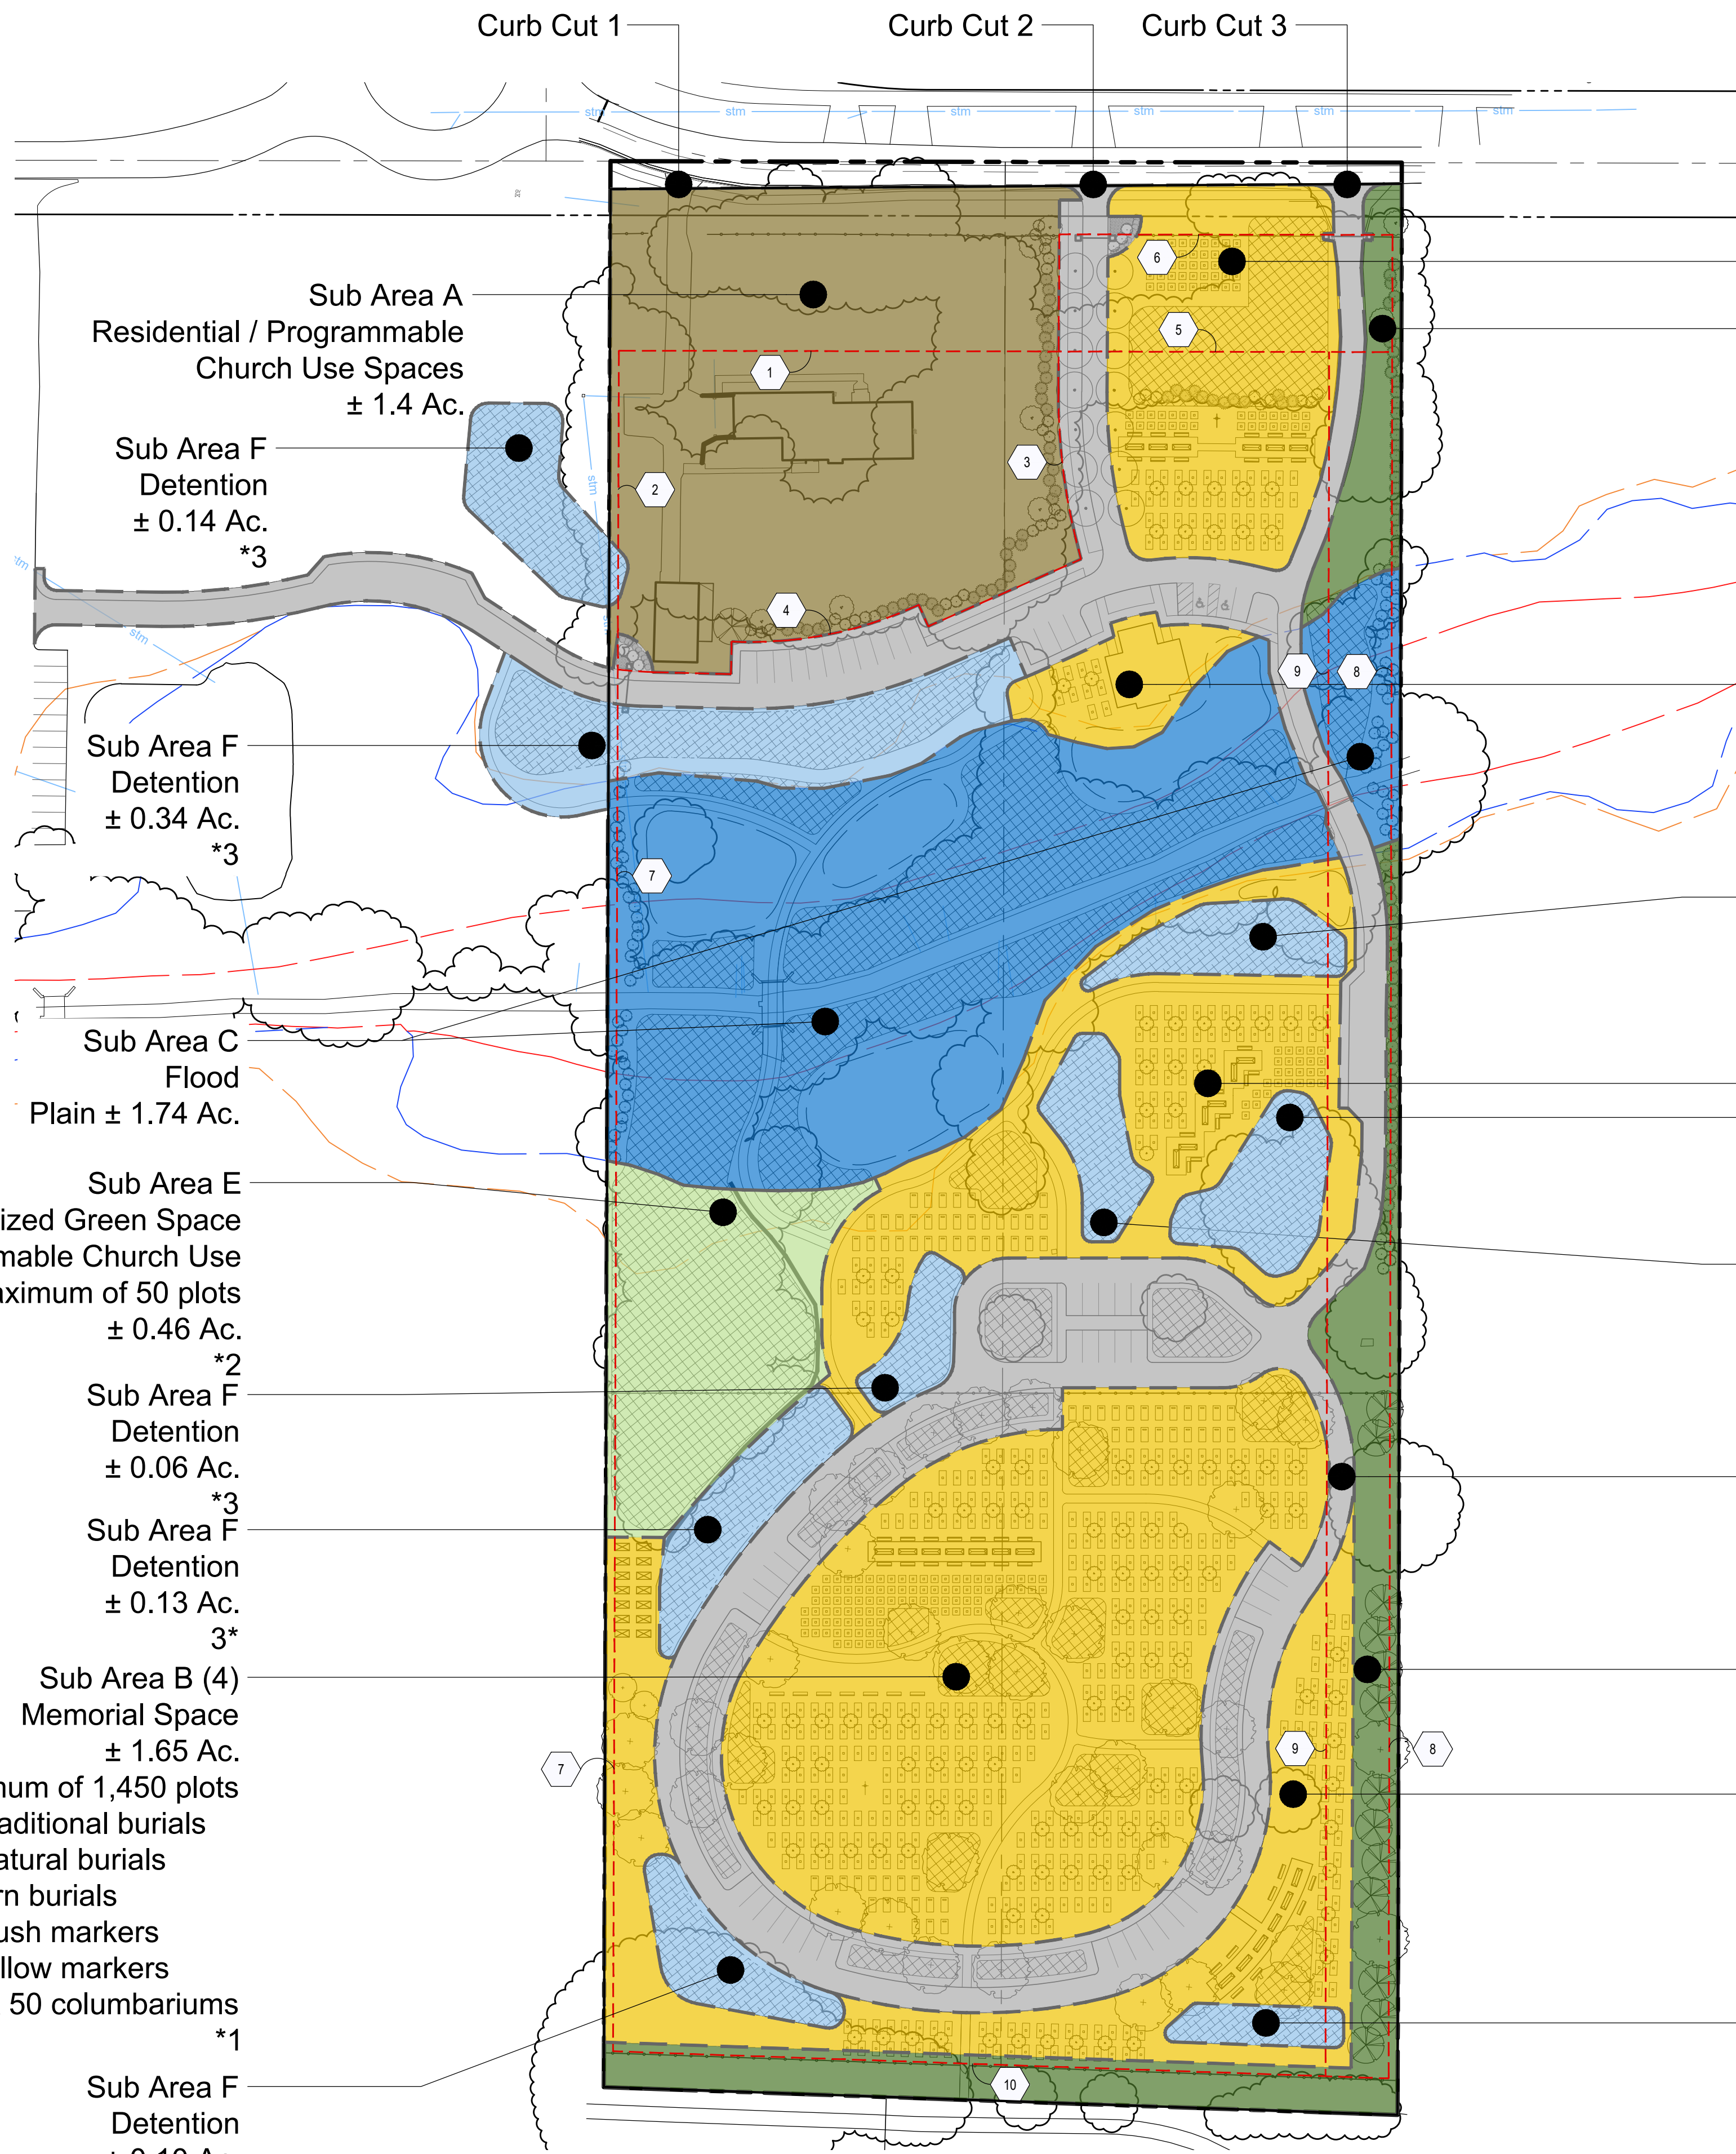 Curb Cut 1
Curb Cut 2
Curb Cut 3
stm
stm
stm
stm
stm
stm
Sub Area A
Residential / Programmable
Church Use Spaces
± 1.4 Ac.
Sub Area F
Detention
± 0.14 Ac.
*3
6
5
1
3
2
stm
4
stm
stm
9
8
Sub Area F
Detention
± 0.34 Ac.
*3
7
Sub Area C
Flood
Plain ± 1.74 Ac.
Sub Area E
ized Green Space
mable Church Use
aximum of 50 plots
± 0.46 Ac.
*2
Sub Area F
Detention
± 0.06 Ac.
*3
Sub Area F
Detention
± 0.13 Ac.
3*
Sub Area B (4)
Memorial Space
± 1.65 Ac.
num of 1,450 plots
aditional burials
atural burials
rn burials
ush markers
llow markers
50 columbariums
*1
7
9
8
10
Sub Area F
Detention
± 0.10 Ac.